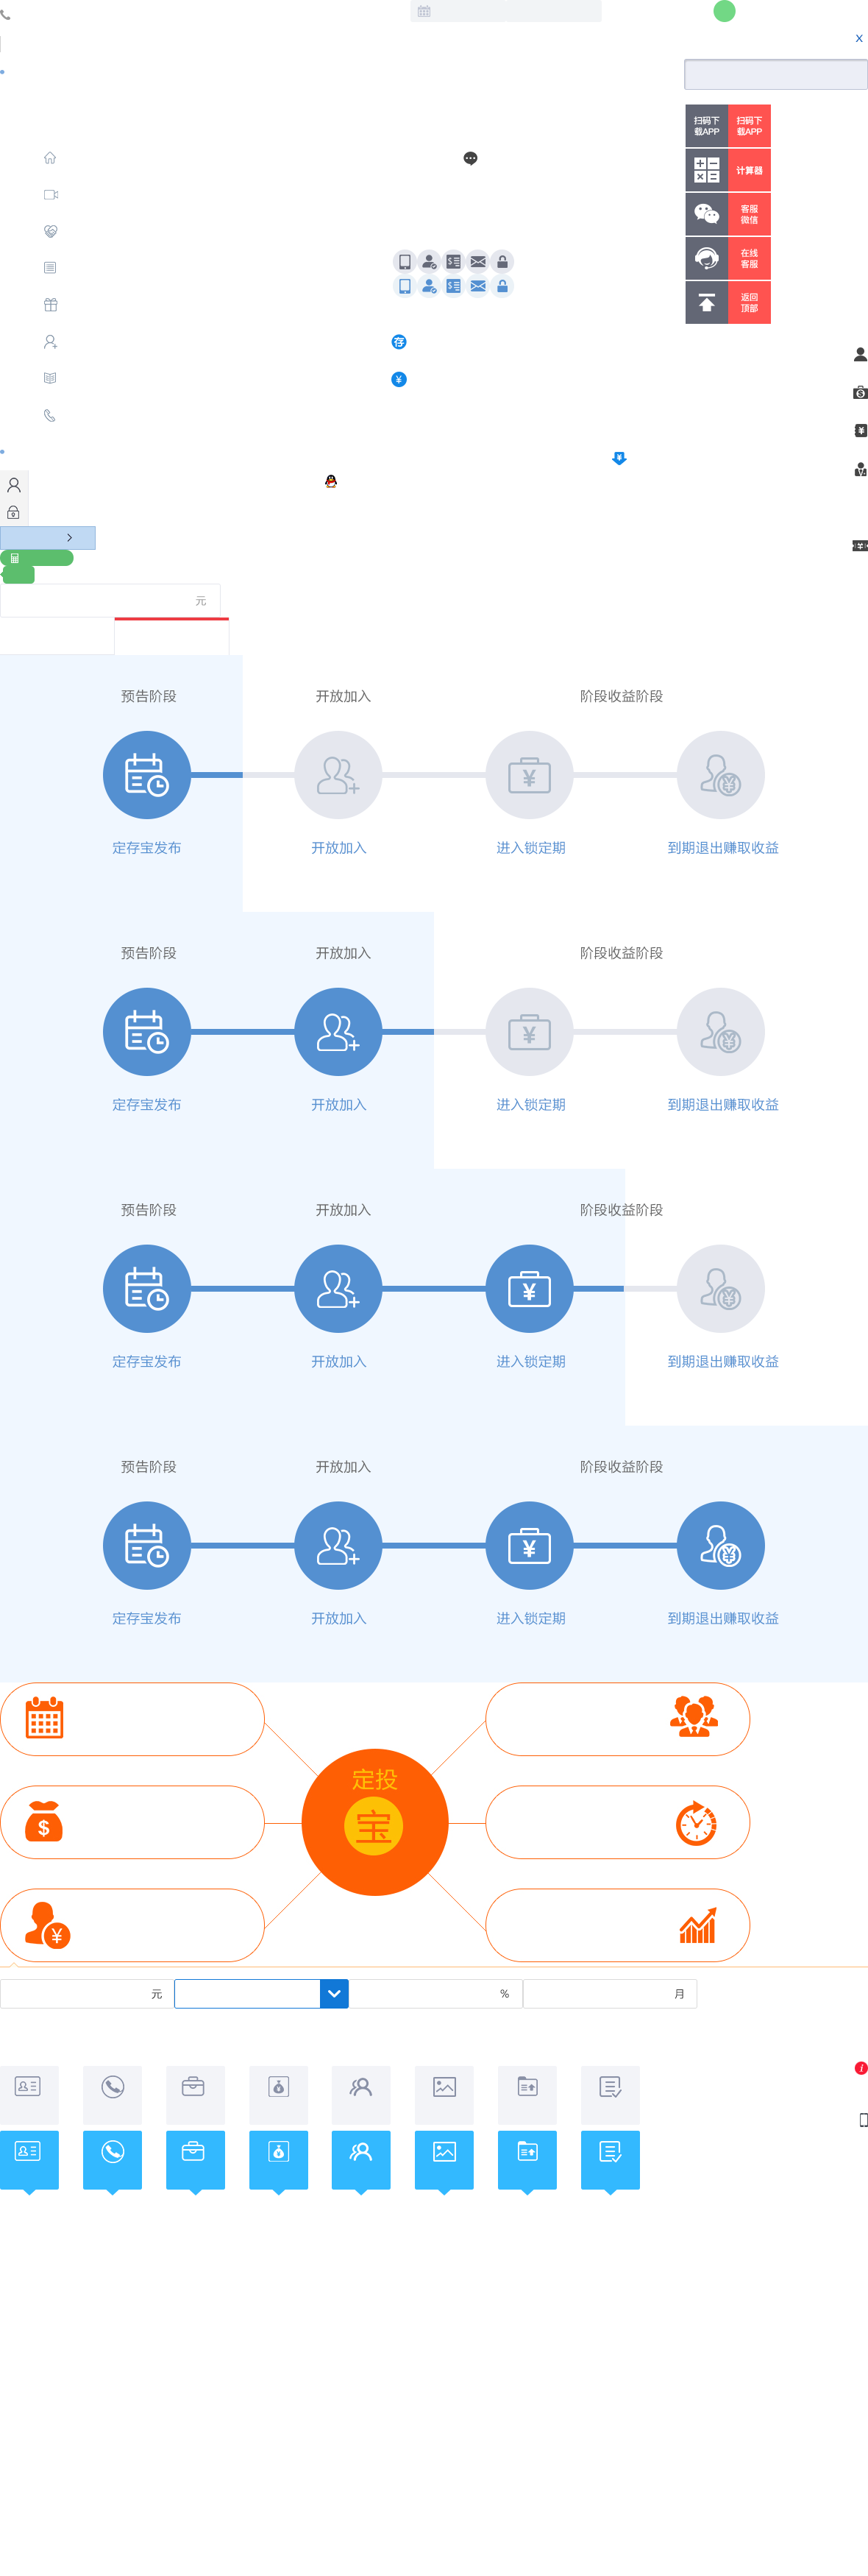 X
扫码下
载APP
扫码下
载APP
计算器
客服
微信
在线
客服
返回
顶部
存
¥
元
预告阶段 开放加入 阶段收益阶段
定存宝发布 开放加入 进入锁定期 到期退出赚取收益
预告阶段 开放加入 阶段收益阶段
定存宝发布 开放加入 进入锁定期 到期退出赚取收益
预告阶段 开放加入 阶段收益阶段
定存宝发布 开放加入 进入锁定期 到期退出赚取收益
预告阶段 开放加入 阶段收益阶段
定存宝发布 开放加入 进入锁定期 到期退出赚取收益
定投
宝
元 % 月